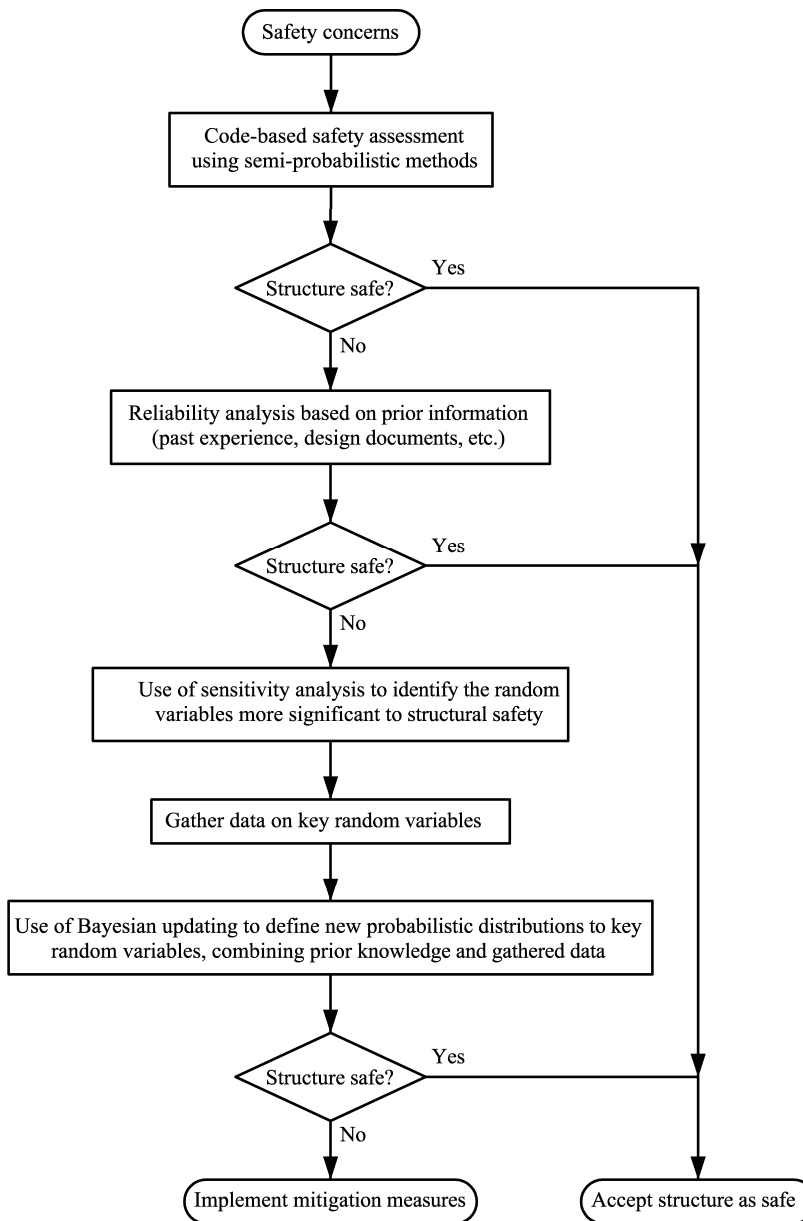 Safety concerns
Code-based safety assessment
using semi-probabilistic methods
Yes
Structure safe?
No
Reliability analysis based on prior information
(past experience, design documents, etc.)
Yes
Structure safe?
No
Use of sensitivity analysis to identify the random
variables more significant to structural safety
Gather data on key random variables
Use of Bayesian updating to define new probabilistic distributions to key
random variables, combining prior knowledge and gathered data
Yes
Structure safe?
No
Implement mitigation measures
Accept structure as safe